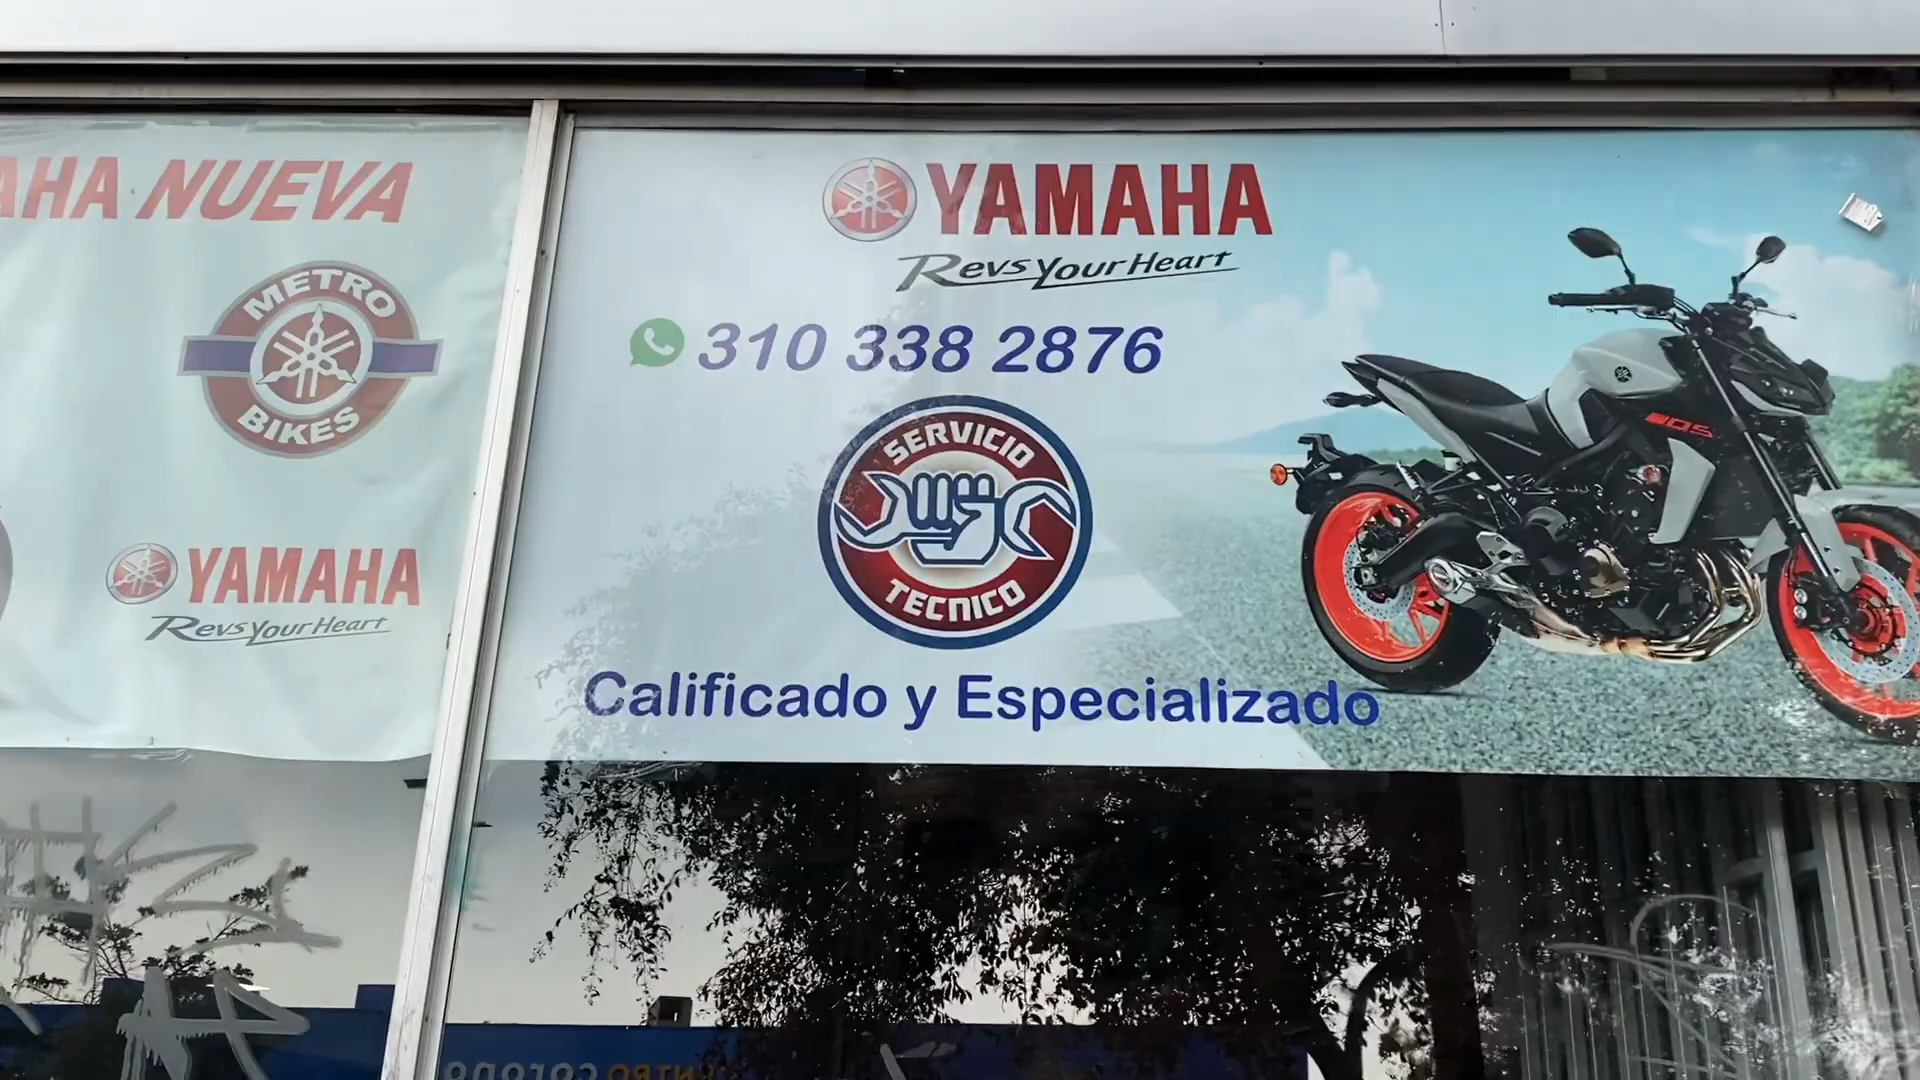 AHA NUEVA
METRO
BIKES
YAMAHA
Revs Your Heart
YAMAHA
Revs Your Heart
310 338 2876
SERVICIO
TECNICO
Calificado y Especializado